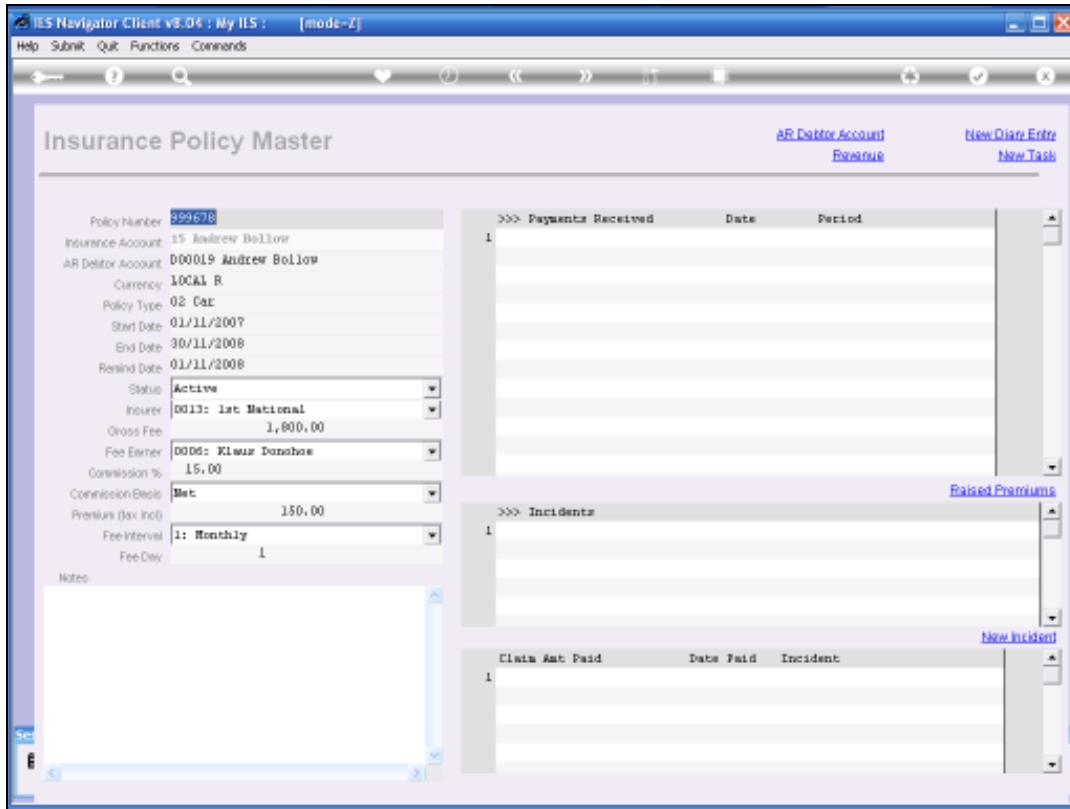 IES Navigator Client v8.04 : My IES : [mode=Z]
Help Submit Quit Functions Commands
Insurance Policy Master
AR Debtor Account New Diary Entry
Revenue New Task
Policy Number 999678
Insurance Account 15 Andrew Bollow
AR Debtor Account D00019 Andrew Bollow
Currency LOCAL R
Policy Type 02 Car
Start Date 01/11/2007
End Date 30/11/2008
Remind Date 01/11/2008
Status Active
Insurer 0013: 1st National
Gross Fee 1,800.00
Fee Earner 0006: Klaus Donohoe
Commission % 15.00
Commission Basis Net
Premium (tax incl) 150.00
Fee Interval 1: Monthly
Fee Day 1
Notes
>>> Payments Received Date Period
1
Raised Premiums
>>> Incidents
1
New Incident
Claim Amt Paid Date Paid Incident
1